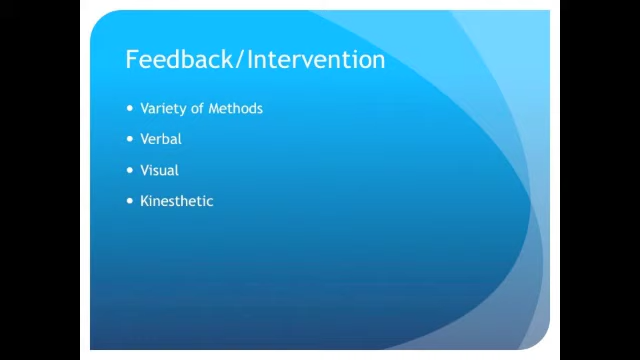 Feedback/Intervention
Variety of Methods
Verbal
Visual
Kinesthetic